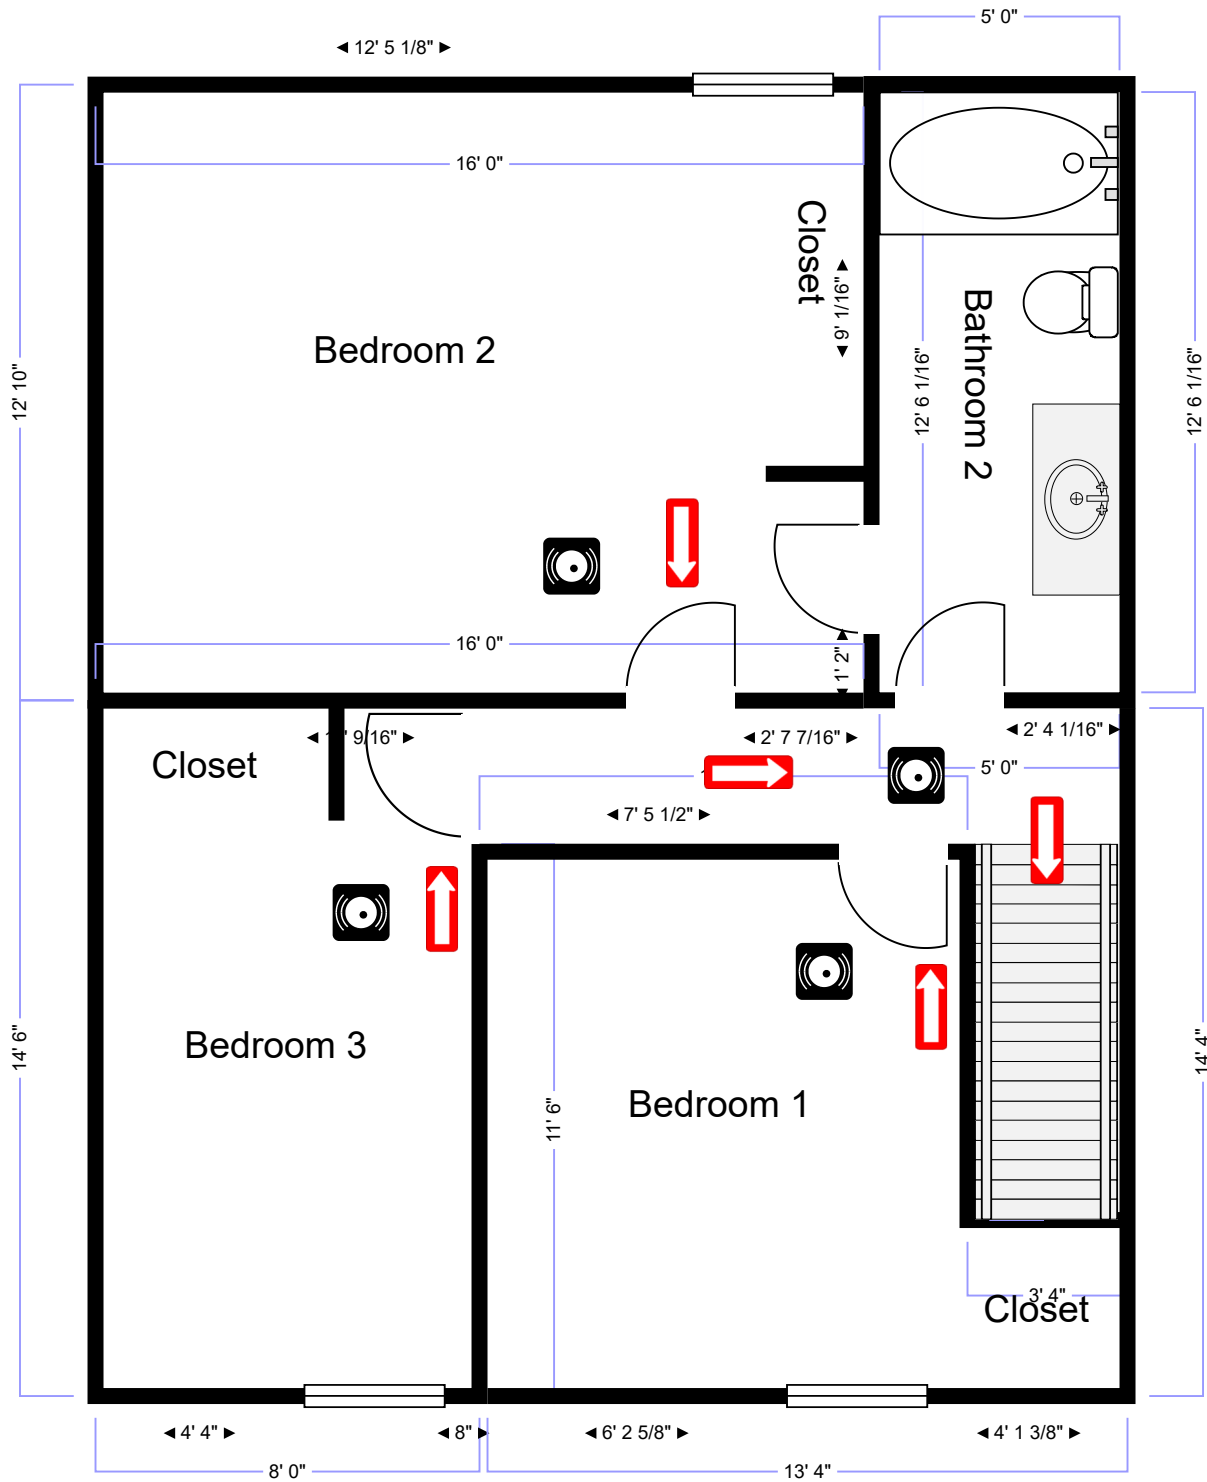 5' 0"
12' 5 1/8"
16' 0"
Closet
9' 1/16"
Bedroom 2
Bathroom 2
12' 10"
12' 6 1/16"
12' 6 1/16"
16' 0"
1' 2"
9/16"
2' 7 7/16"
2' 4 1/16"
Closet
5' 0"
7' 5 1/2"
Bedroom 3
14' 6"
14' 4"
Bedroom 1
11' 6"
3' 4"
Closet
4' 4"
8"
6' 2 5/8"
4' 1 3/8"
8' 0"
13' 4"